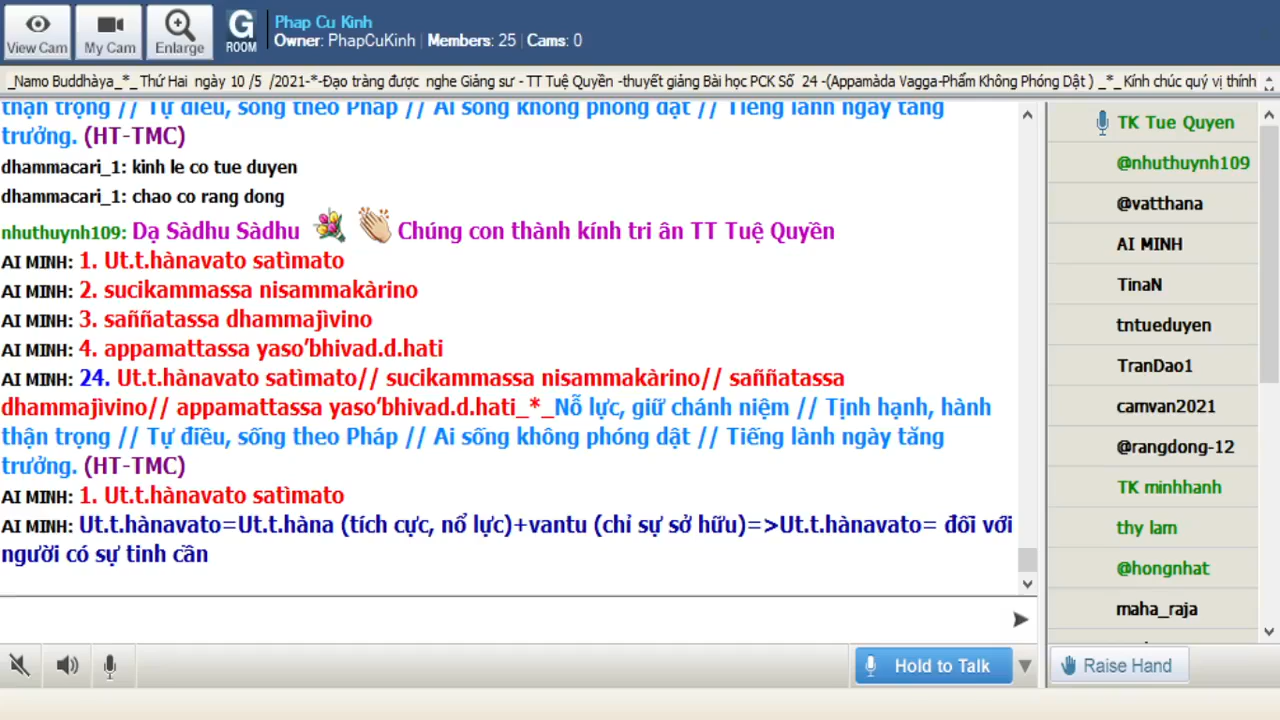 Phap Cu Kinh
Owner: PhapCuKinh | Members: 25 | Cams: 0
View Cam
My Cam
Enlarge
G
ROOM
_Namo Buddhàya_*_Thứ Hai ngày 10 /5 /2021-*-Đạo tràng được nghe Giảng sư - TT Tuệ Quyền -thuyết giảng Bài học PCK Số 24 -(Appamàda Vagga-Phẩm Không Phóng Dật ) _*_Kính chúc quý vị thính
thận trọng // Tự điều, sống theo Pháp // Ai sống không phóng dật // Tiếng lành ngày tăng
trưởng. (HT-TMC)
dhammacari_1: kinh le co tue duyen
dhammacari_1: chao co rang dong
nhuthuynh109: Dạ Sàdhu Sàdhu Chúng con thành kính tri ân TT Tuệ Quyền
AI MINH: 1. Ut.t.hànavato satìmato
AI MINH: 2. sucikammassa nisammakàrino
AI MINH: 3. saññatassa dhammajìvino
AI MINH: 4. appamattassa yaso’bhivad.d.hati
AI MINH: 24. Ut.t.hànavato satìmato// sucikammassa nisammakàrino// saññatassa
dhammajìvino// appamattassa yaso’bhivad.d.hati_*_Nỗ lực, giữ chánh niệm // Tịnh hạnh, hành
thận trọng // Tự điều, sống theo Pháp // Ai sống không phóng dật // Tiếng lành ngày tăng
trưởng. (HT-TMC)
AI MINH: 1. Ut.t.hànavato satìmato
AI MINH: Ut.t.hànavato=Ut.t.hàna (tích cực, nổ lực)+vantu (chỉ sự sở hữu)=>Ut.t.hànavato= đối với
người có sự tinh cần
TK Tue Quyen
@nhuthuynh109
@vatthana
AI MINH
TinaN
tntueduyen
TranDao1
camvan2021
@rangdong-12
TK minhhanh
thy lam
@hongnhat
maha_raja
Hold to Talk
Raise Hand